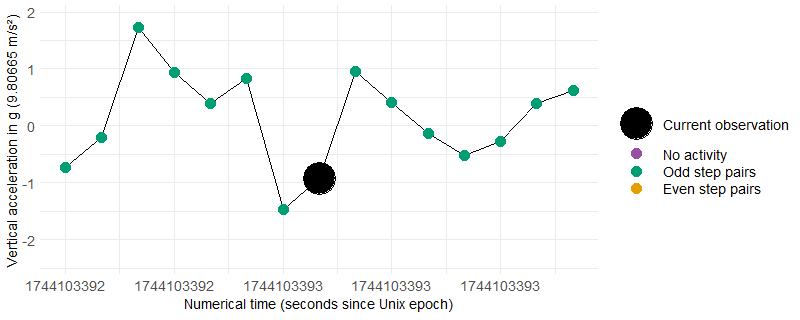 Vertical acceleration in g (9.80665 m/s²)
2
1
0
-1
-2
1744103392 1744103392 1744103393 1744103393 1744103393
Numerical time (seconds since Unix epoch)
Current observation
No activity
Odd step pairs
Even step pairs